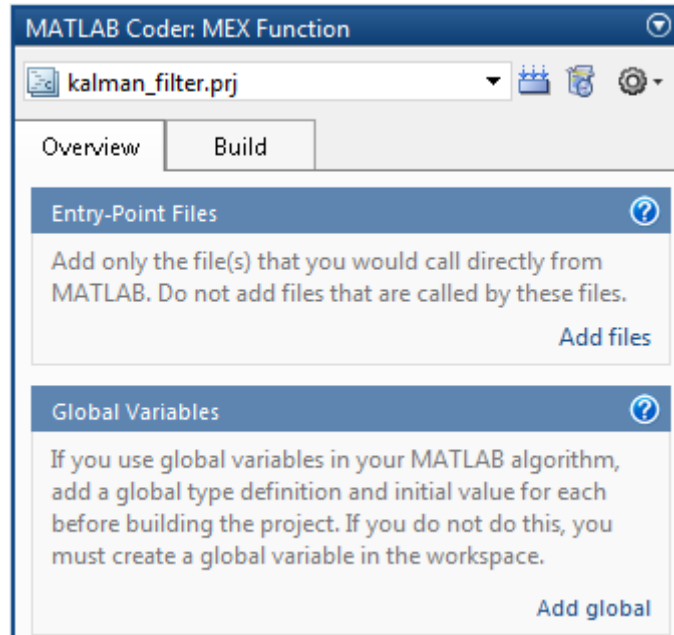 MATLAB Coder: MEX Function
kalman_filter.prj
Overview Build
Entry-Point Files
Add only the file(s) that you would call directly from
MATLAB. Do not add files that are called by these files.
Add files
Global Variables
If you use global variables in your MATLAB algorithm,
add a global type definition and initial value for each
before building the project. If you do not do this, you
must create a global variable in the workspace.
Add global